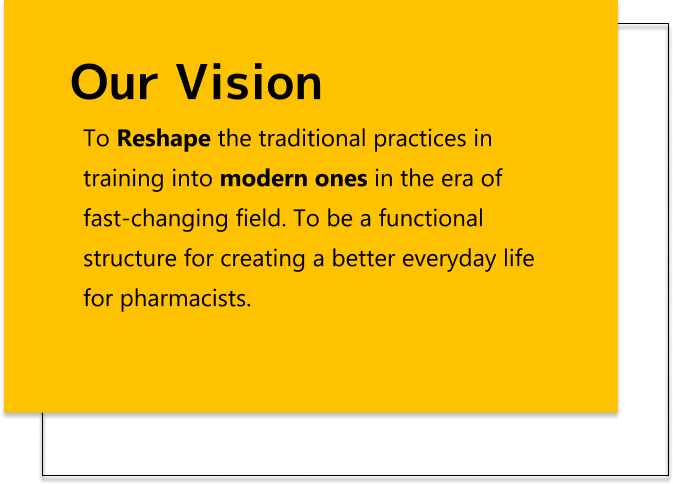 Our Vision
To Reshape the traditional practices in
training into modern ones in the era of
fast-changing field. To be a functional
structure for creating a better everyday life
for pharmacists.